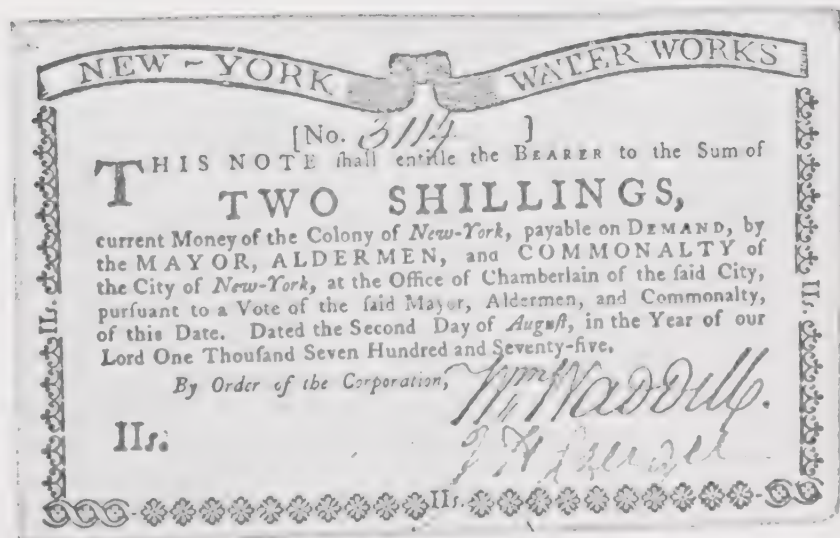 NEW - YORK WATER WORKS
[No. 3114 ]
THIS NOTE ſhall entitle the BEARER to the Sum of
TWO SHILLINGS,
current Money of the Colony of New-York, payable on DEMAND, by
the MAYOR, ALDERMEN, and COMMONALTY of
the City of New-York, at the Office of Chamberlain of the ſaid City,
purſuant to a Vote of the ſaid Mayor, Aldermen, and Commonalty,
of this Date. Dated the Second Day of Auguſt, in the Year of our
Lord One Thouſand Seven Hundred and Seventy-five.
By Order of the Corporation,
Wm Waddell.
IIs.
IIs.
IIs.
IIs.